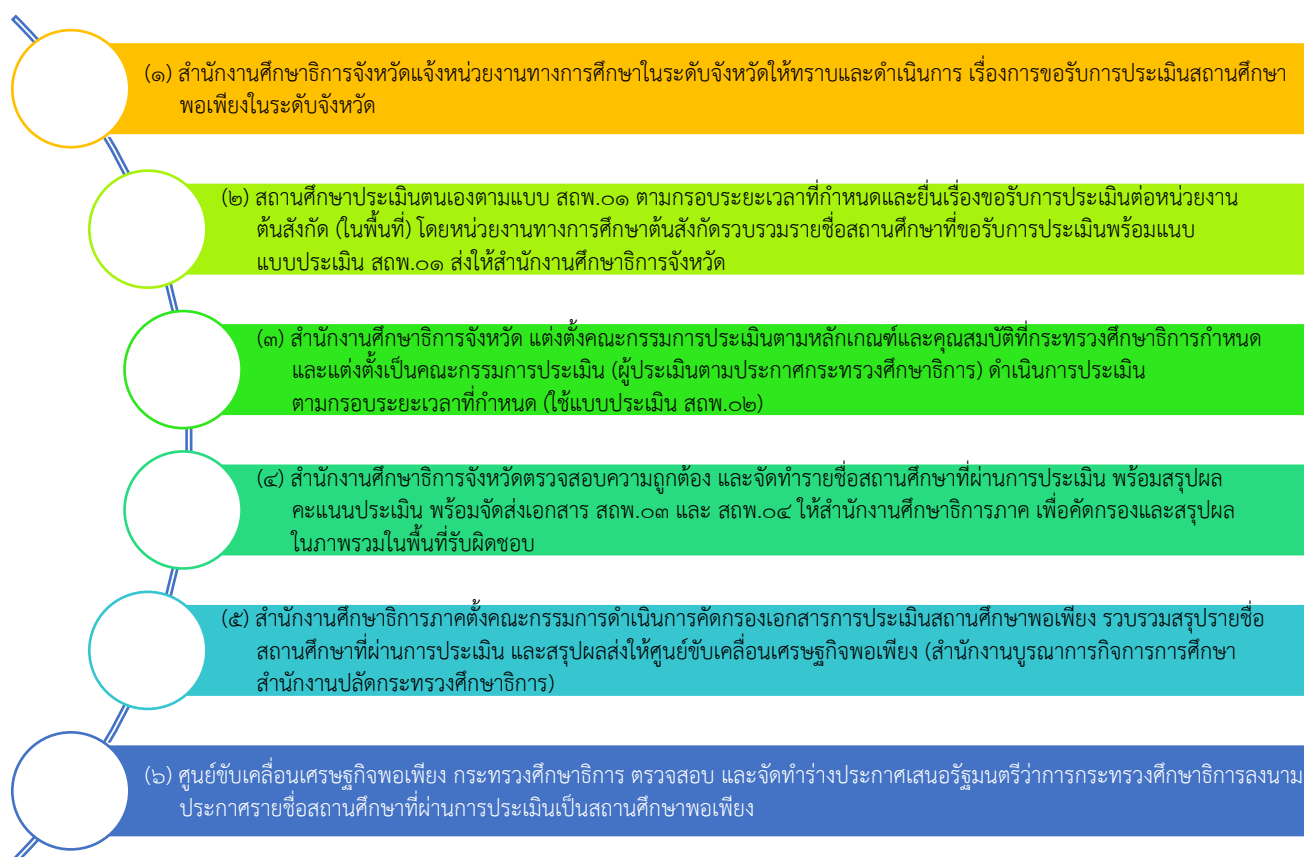 (๑) สำนักงานศึกษาธิการจังหวัดแจ้งหน่วยงานทางการศึกษาในระดับจังหวัดให้ทราบและดำเนินการ เรื่องการขอรับการประเมินสถานศึกษา
พอเพียงในระดับจังหวัด
(๒) สถานศึกษาประเมินตนเองตามแบบ สถพ.๐๑ ตามกรอบระยะเวลาที่กำหนดและยื่นเรื่องขอรับการประเมินต่อหน่วยงาน
ต้นสังกัด (ในพื้นที่) โดยหน่วยงานทางการศึกษาต้นสังกัดรวบรวมรายชื่อสถานศึกษาที่ขอรับการประเมินพร้อมแนบ
แบบประเมิน สถพ.๐๑ ส่งให้สำนักงานศึกษาธิการจังหวัด
(๓) สำนักงานศึกษาธิการจังหวัด แต่งตั้งคณะกรรมการประเมินตามหลักเกณฑ์และคุณสมบัติที่กระทรวงศึกษาธิการกำหนด
และแต่งตั้งเป็นคณะกรรมการประเมิน (ผู้ประเมินตามประกาศกระทรวงศึกษาธิการ) ดำเนินการประเมิน
ตามกรอบระยะเวลาที่กำหนด (ใช้แบบประเมิน สถพ.๐๒)
(๔) สำนักงานศึกษาธิการจังหวัดตรวจสอบความถูกต้อง และจัดทำรายชื่อสถานศึกษาที่ผ่านการประเมิน พร้อมสรุปผล
คะแนนประเมิน พร้อมจัดส่งเอกสาร สถพ.๐๓ และ สถพ.๐๔ ให้สำนักงานศึกษาธิการภาค เพื่อคัดกรองและสรุปผล
ในภาพรวมในพื้นที่รับผิดชอบ
(๕) สำนักงานศึกษาธิการภาคตั้งคณะกรรมการดำเนินการคัดกรองเอกสารการประเมินสถานศึกษาพอเพียง รวบรวมสรุปรายชื่อ
สถานศึกษาที่ผ่านการประเมิน และสรุปผลส่งให้ศูนย์ขับเคลื่อนเศรษฐกิจพอเพียง (สำนักงานบูรณาการกิจการการศึกษา
สำนักงานปลัดกระทรวงศึกษาธิการ)
(๖) ศูนย์ขับเคลื่อนเศรษฐกิจพอเพียง กระทรวงศึกษาธิการ ตรวจสอบ และจัดทำร่างประกาศเสนอรัฐมนตรีว่าการกระทรวงศึกษาธิการลงนาม
ประกาศรายชื่อสถานศึกษาที่ผ่านการประเมินเป็นสถานศึกษาพอเพียง